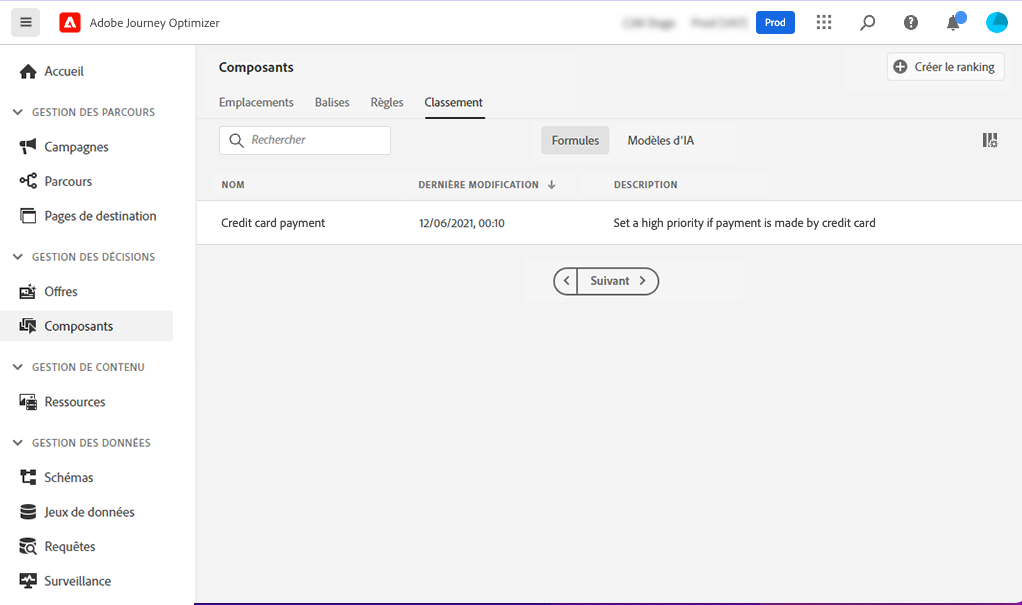 Adobe Journey Optimizer
Prod
Accueil
GESTION DES PARCOURS
Campagnes
Parcours
Pages de destination
GESTION DES DÉCISIONS
Offres
Composants
GESTION DE CONTENU
Ressources
GESTION DES DONNÉES
Schémas
Jeux de données
Requêtes
Surveillance
Composants
Créer le ranking
Emplacements Balises Règles Classement
Rechercher
Formules Modèles d'IA
NOM DERNIÈRE MODIFICATION ↓ DESCRIPTION
Credit card payment 12/06/2021, 00:10 Set a high priority if payment is made by credit card
Suivant